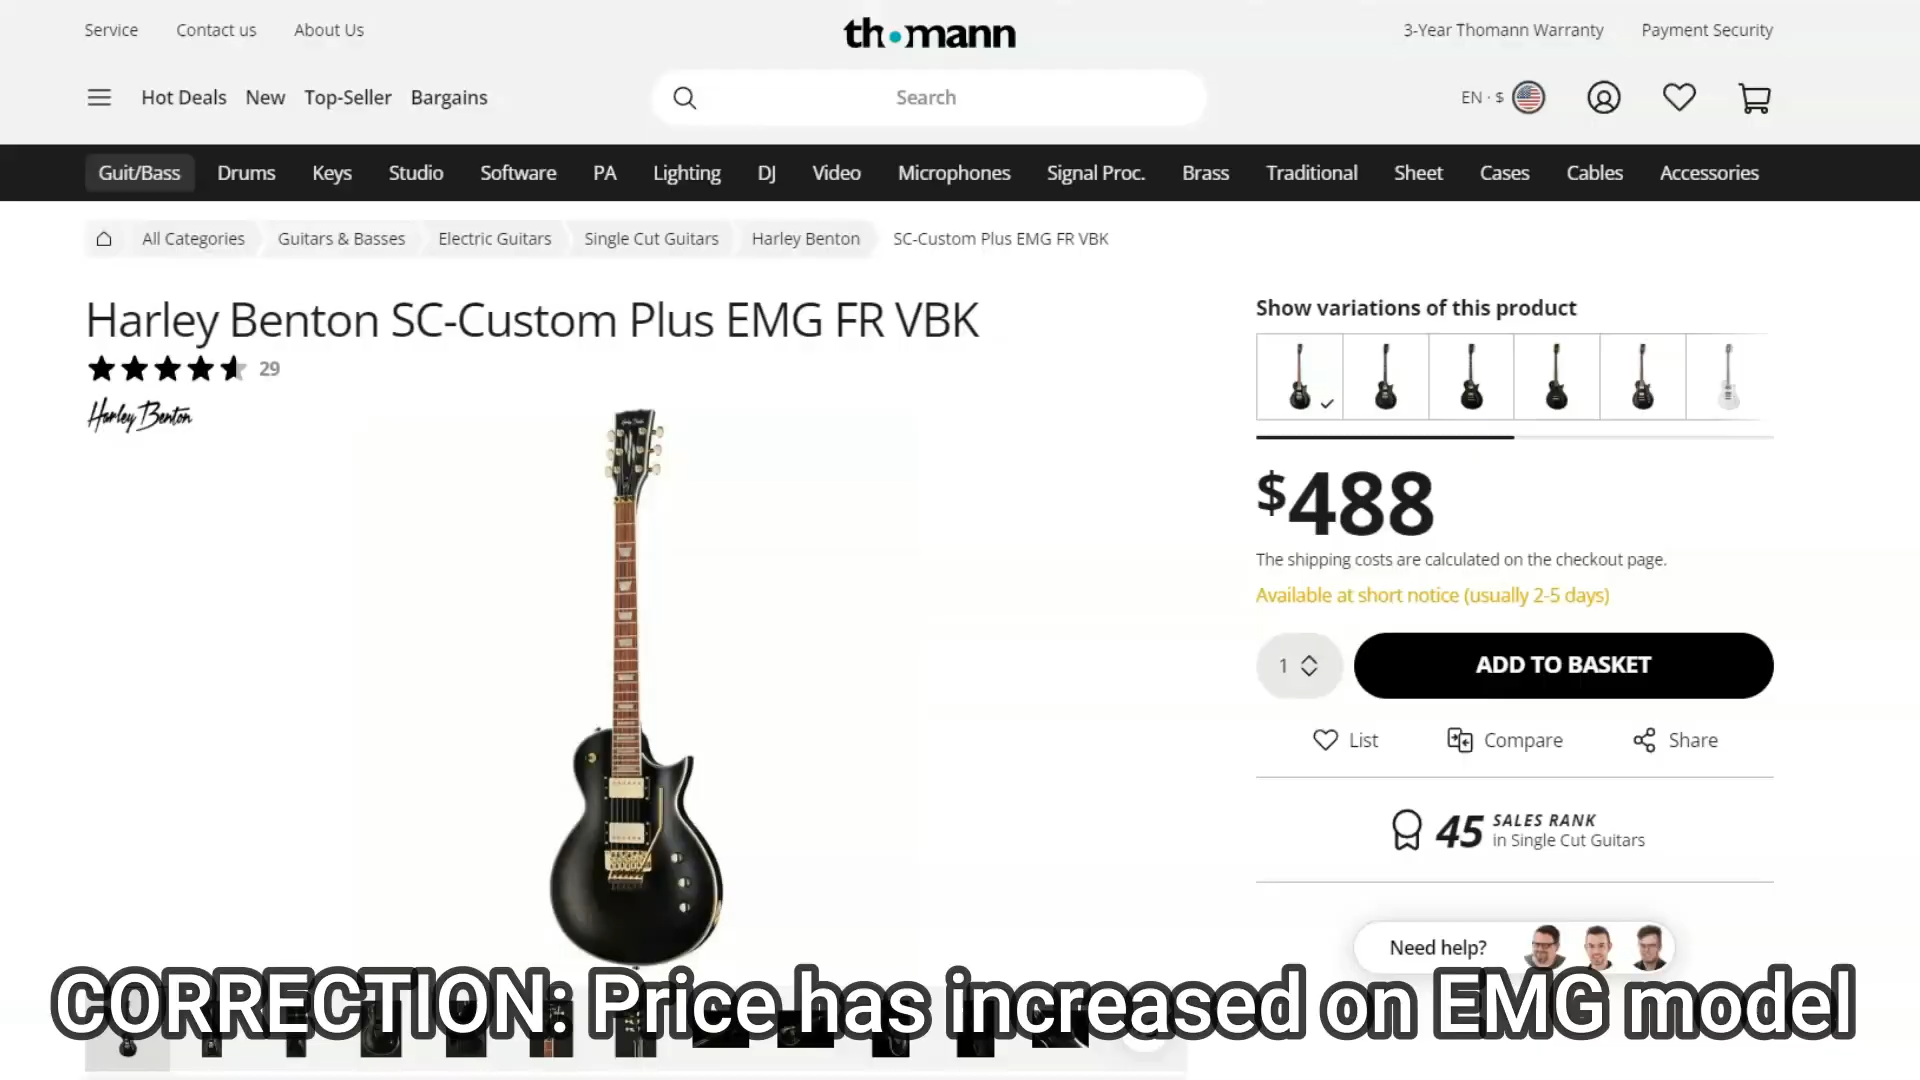 Service Contact us About Us
thomann
3-Year Thomann Warranty Payment Security
Hot Deals New Top-Seller Bargains
Search
EN · $
Guit/Bass Drums Keys Studio Software PA Lighting DJ Video Microphones Signal Proc. Brass Traditional Sheet Cases Cables Accessories
All Categories Guitars & Basses Electric Guitars Single Cut Guitars Harley Benton SC-Custom Plus EMG FR VBK
Harley Benton SC-Custom Plus EMG FR VBK
29
Harley Benton
Show variations of this product
$488
The shipping costs are calculated on the checkout page.
Available at short notice (usually 2-5 days)
1
ADD TO BASKET
List Compare Share
45 SALES RANK
in Single Cut Guitars
Need help?
CORRECTION: Price has increased on EMG model